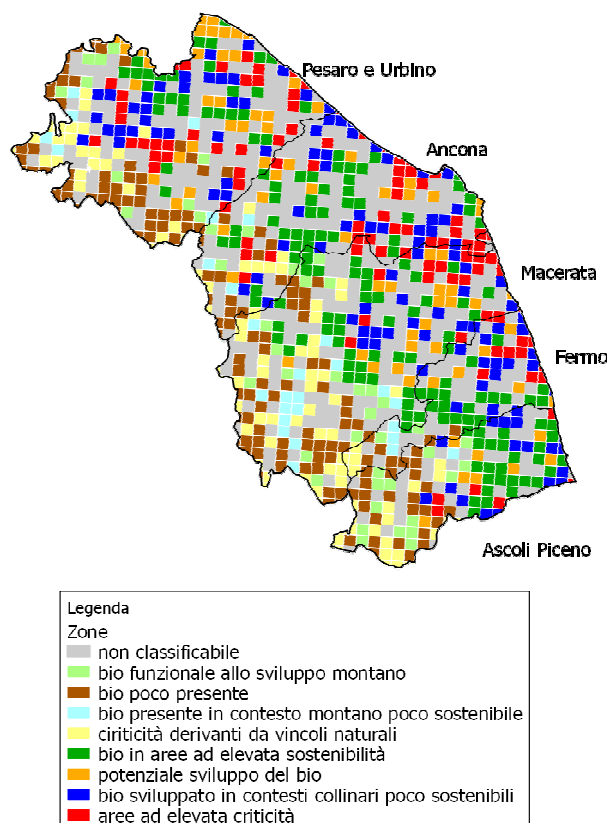 Pesaro e Urbino
Ancona
Macerata
Fermo
Ascoli Piceno
Legenda
Zone
non classificabile
bio funzionale allo sviluppo montano
bio poco presente
bio presente in contesto montano poco sostenibile
ciriticità derivanti da vincoli naturali
bio in aree ad elevata sostenibilità
potenziale sviluppo del bio
bio sviluppato in contesti collinari poco sostenibili
aree ad elevata criticità